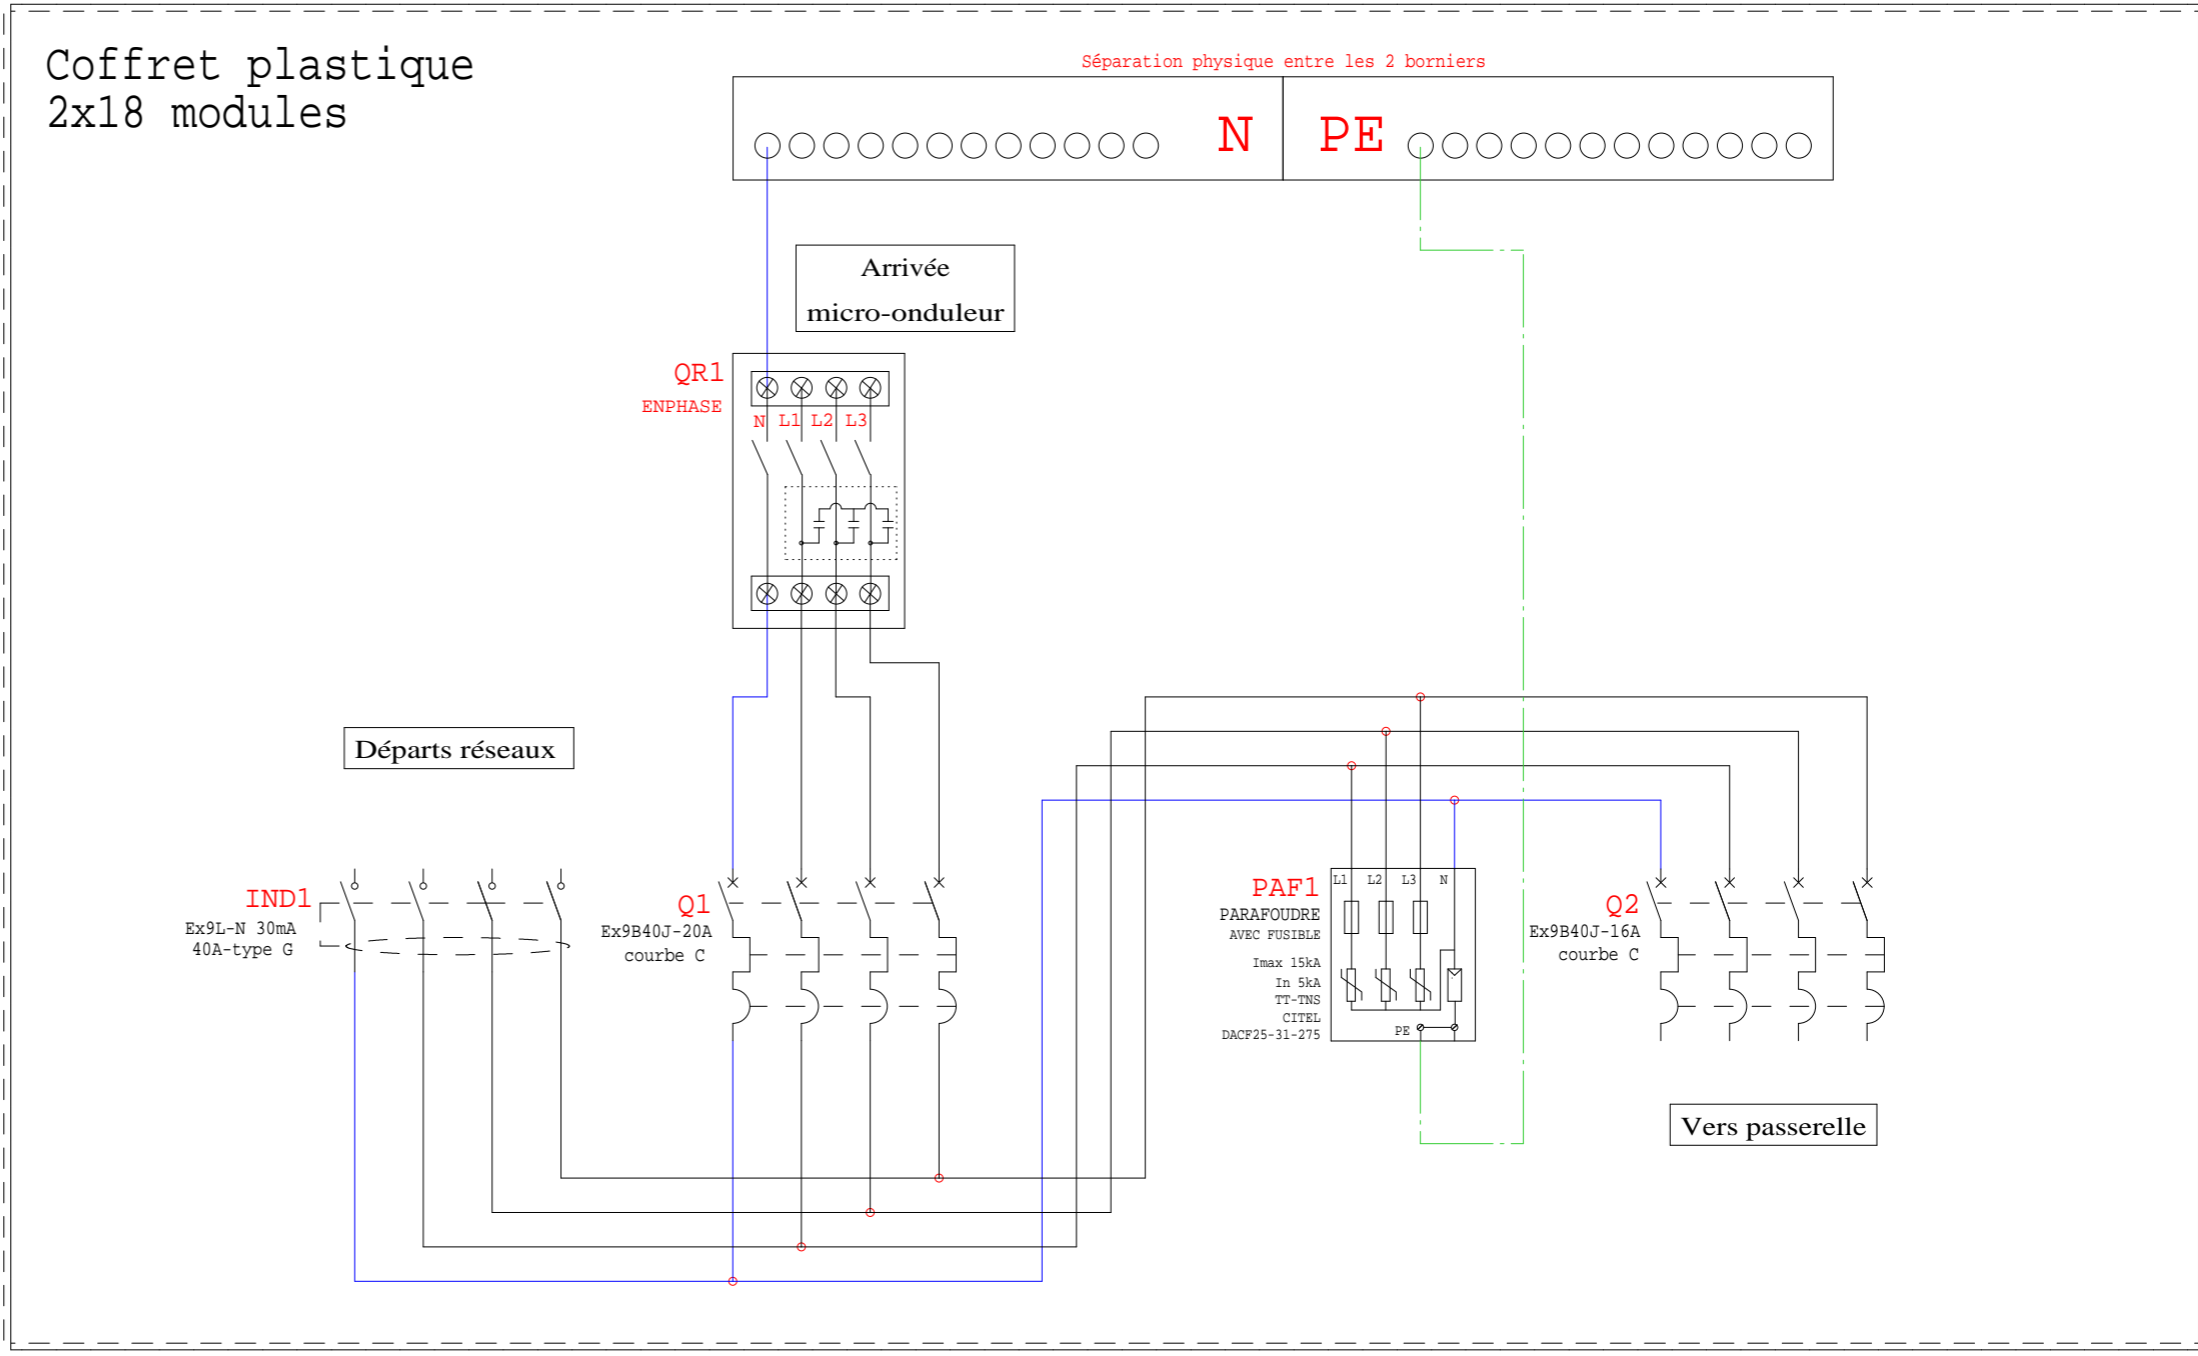 Coffret plastique
2x18 modules
Séparation physique entre les 2 borniers
N
PE
Arrivée
micro-onduleur
QR1
ENPHASE
N L1 L2 L3
Départs réseaux
IND1
Ex9L-N 30mA
40A-type G
Q1
Ex9B40J-20A
courbe C
PAF1
PARAFOUDRE
AVEC FUSIBLE
Imax 15kA
In 5kA
TT-TNS
CITEL
DACF25-31-275
L1 L2 L3 N
PE
Q2
Ex9B40J-16A
courbe C
Vers passerelle